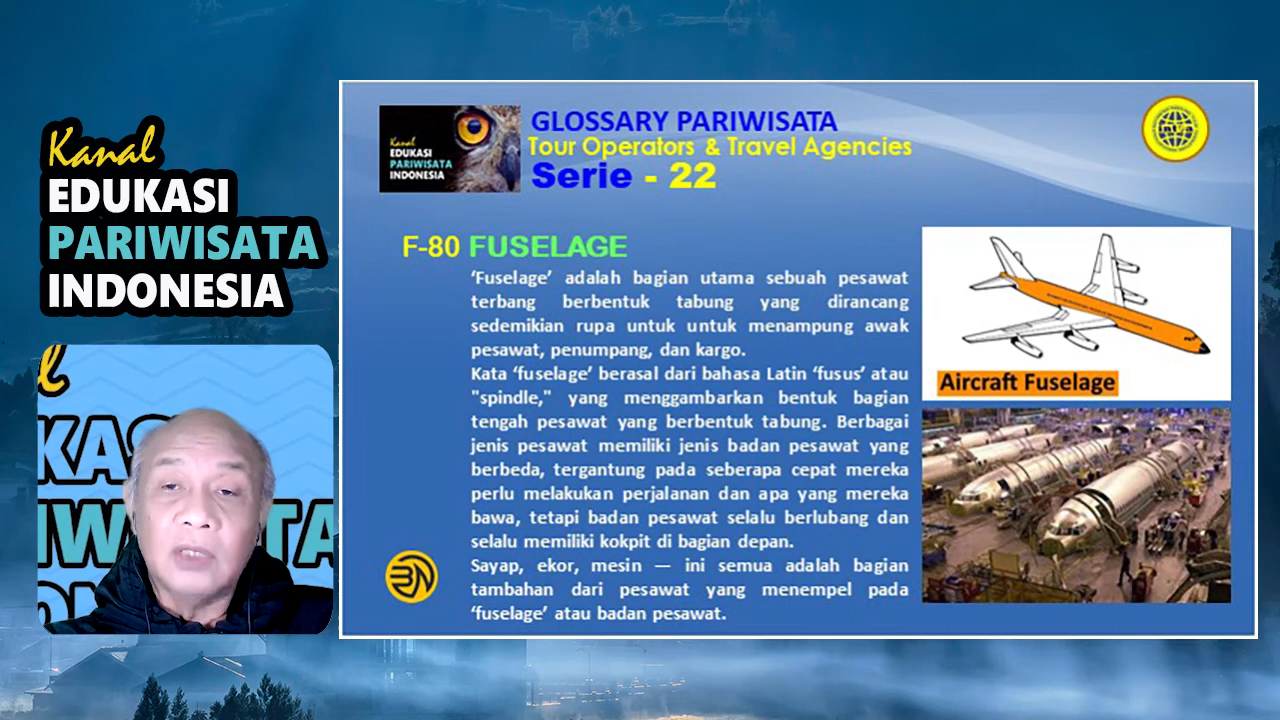 Kanal
EDUKASI
PARIWISATA
INDONESIA
Kanal
EDUKASI
PARIWISATA
INDONESIA
GLOSSARY PARIWISATA
Tour Operators & Travel Agencies
Serie - 22
F-80 FUSELAGE
‘Fuselage’ adalah bagian utama sebuah pesawat
terbang berbentuk tabung yang dirancang
sedemikian rupa untuk untuk menampung awak
pesawat, penumpang, dan kargo.
Kata ‘fuselage’ berasal dari bahasa Latin ‘fusus’ atau
"spindle," yang menggambarkan bentuk bagian
tengah pesawat yang berbentuk tabung. Berbagai
jenis pesawat memiliki jenis badan pesawat yang
berbeda, tergantung pada seberapa cepat mereka
perlu melakukan perjalanan dan apa yang mereka
bawa, tetapi badan pesawat selalu berlubang dan
selalu memiliki kokpit di bagian depan.
Sayap, ekor, mesin — ini semua adalah bagian
tambahan dari pesawat yang menempel pada
‘fuselage’ atau badan pesawat.
Aircraft Fuselage
BN